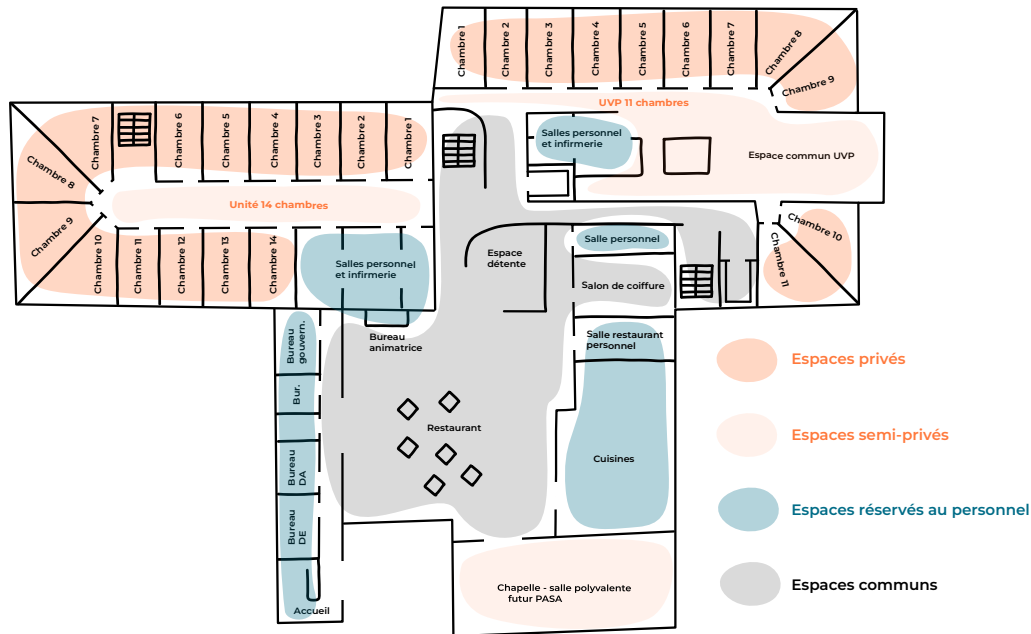 Chambre 1
Chambre 2
Chambre 3
Chambre 4
Chambre 5
Chambre 6
Chambre 7
Chambre 8
Chambre 9
UVP 11 chambres
Salles personnel
et infirmerie
Espace commun UVP
Chambre 10
Chambre 11
Chambre 7
Chambre 6
Chambre 5
Chambre 4
Chambre 3
Chambre 2
Chambre 1
Chambre 8
Unité 14 chambres
Chambre 9
Chambre 10
Chambre 11
Chambre 12
Chambre 13
Chambre 14
Salles personnel
et infirmerie
Espace
détente
Salle personnel
Salon de coiffure
Bureau
gouvern.
Bureau
animatrice
Salle restaurant
personnel
Bur.
Restaurant
Bureau
DA
Cuisines
Bureau
DE
Accueil
Chapelle - salle polyvalente
futur PASA
Espaces privés
Espaces semi-privés
Espaces réservés au personnel
Espaces communs